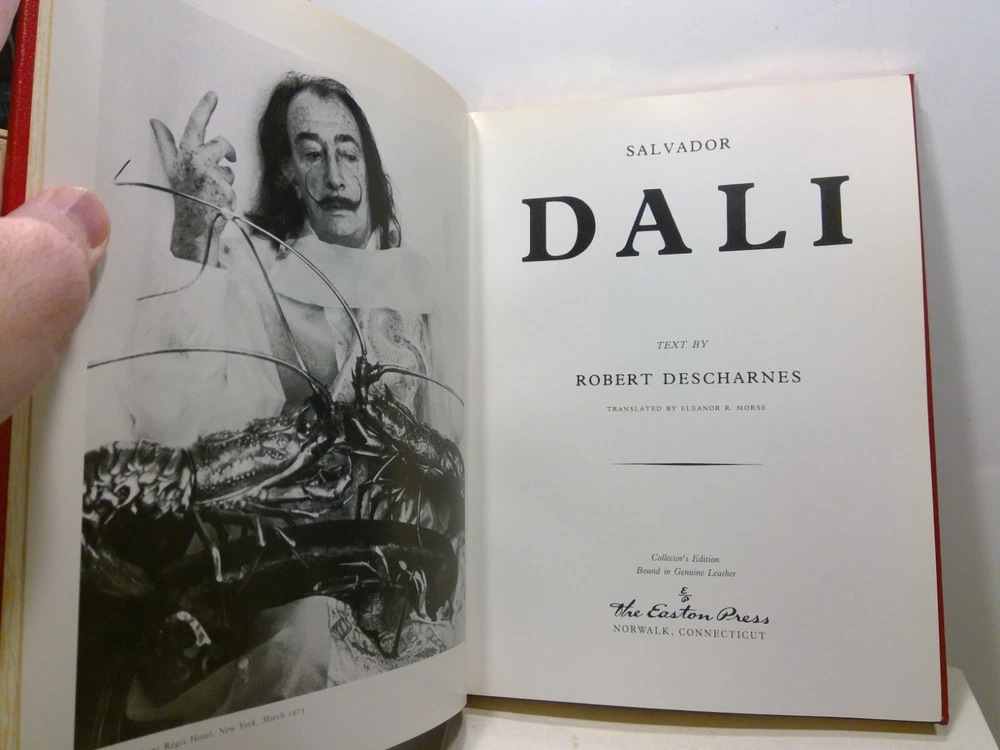 Regis Hotel, New York, March 1973
SALVADOR
DALI
TEXT BY
ROBERT DESCHARNES
TRANSLATED BY ELEANOR R. MORSE
Collector's Edition
Bound in Genuine Leather
E
P
The Easton Press
NORWALK, CONNECTICUT